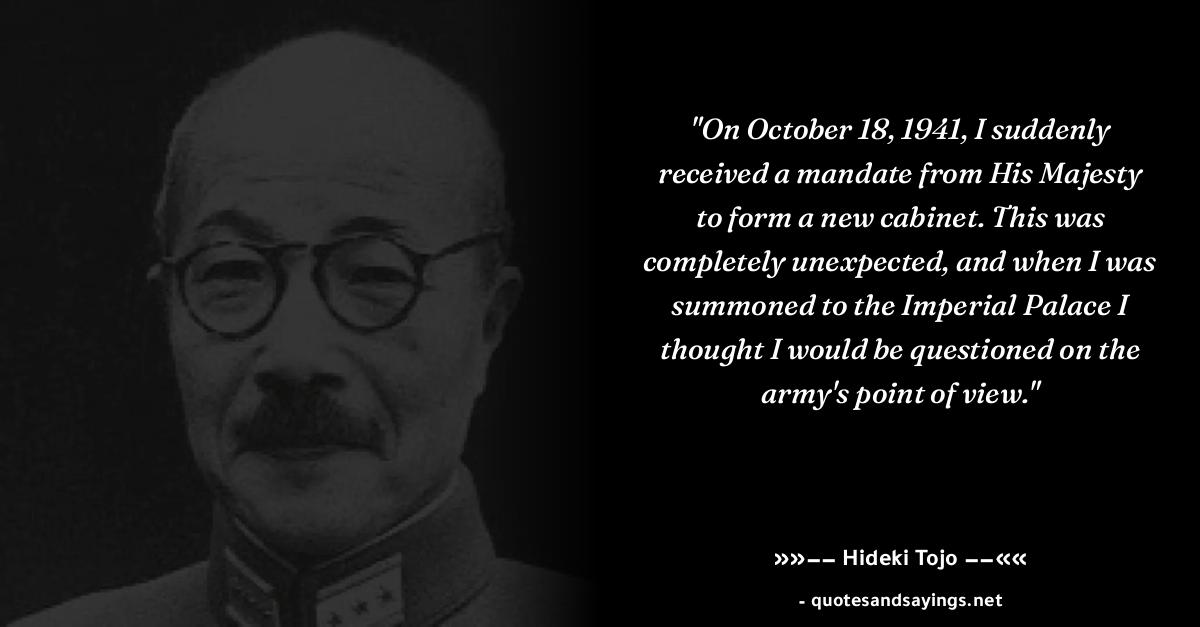 "On October 18, 1941, I suddenly
received a mandate from His Majesty
to form a new cabinet. This was
completely unexpected, and when I was
summoned to the Imperial Palace I
thought I would be questioned on the
army's point of view."
»»-- Hideki Tojo --««
- quotesandsayings.net